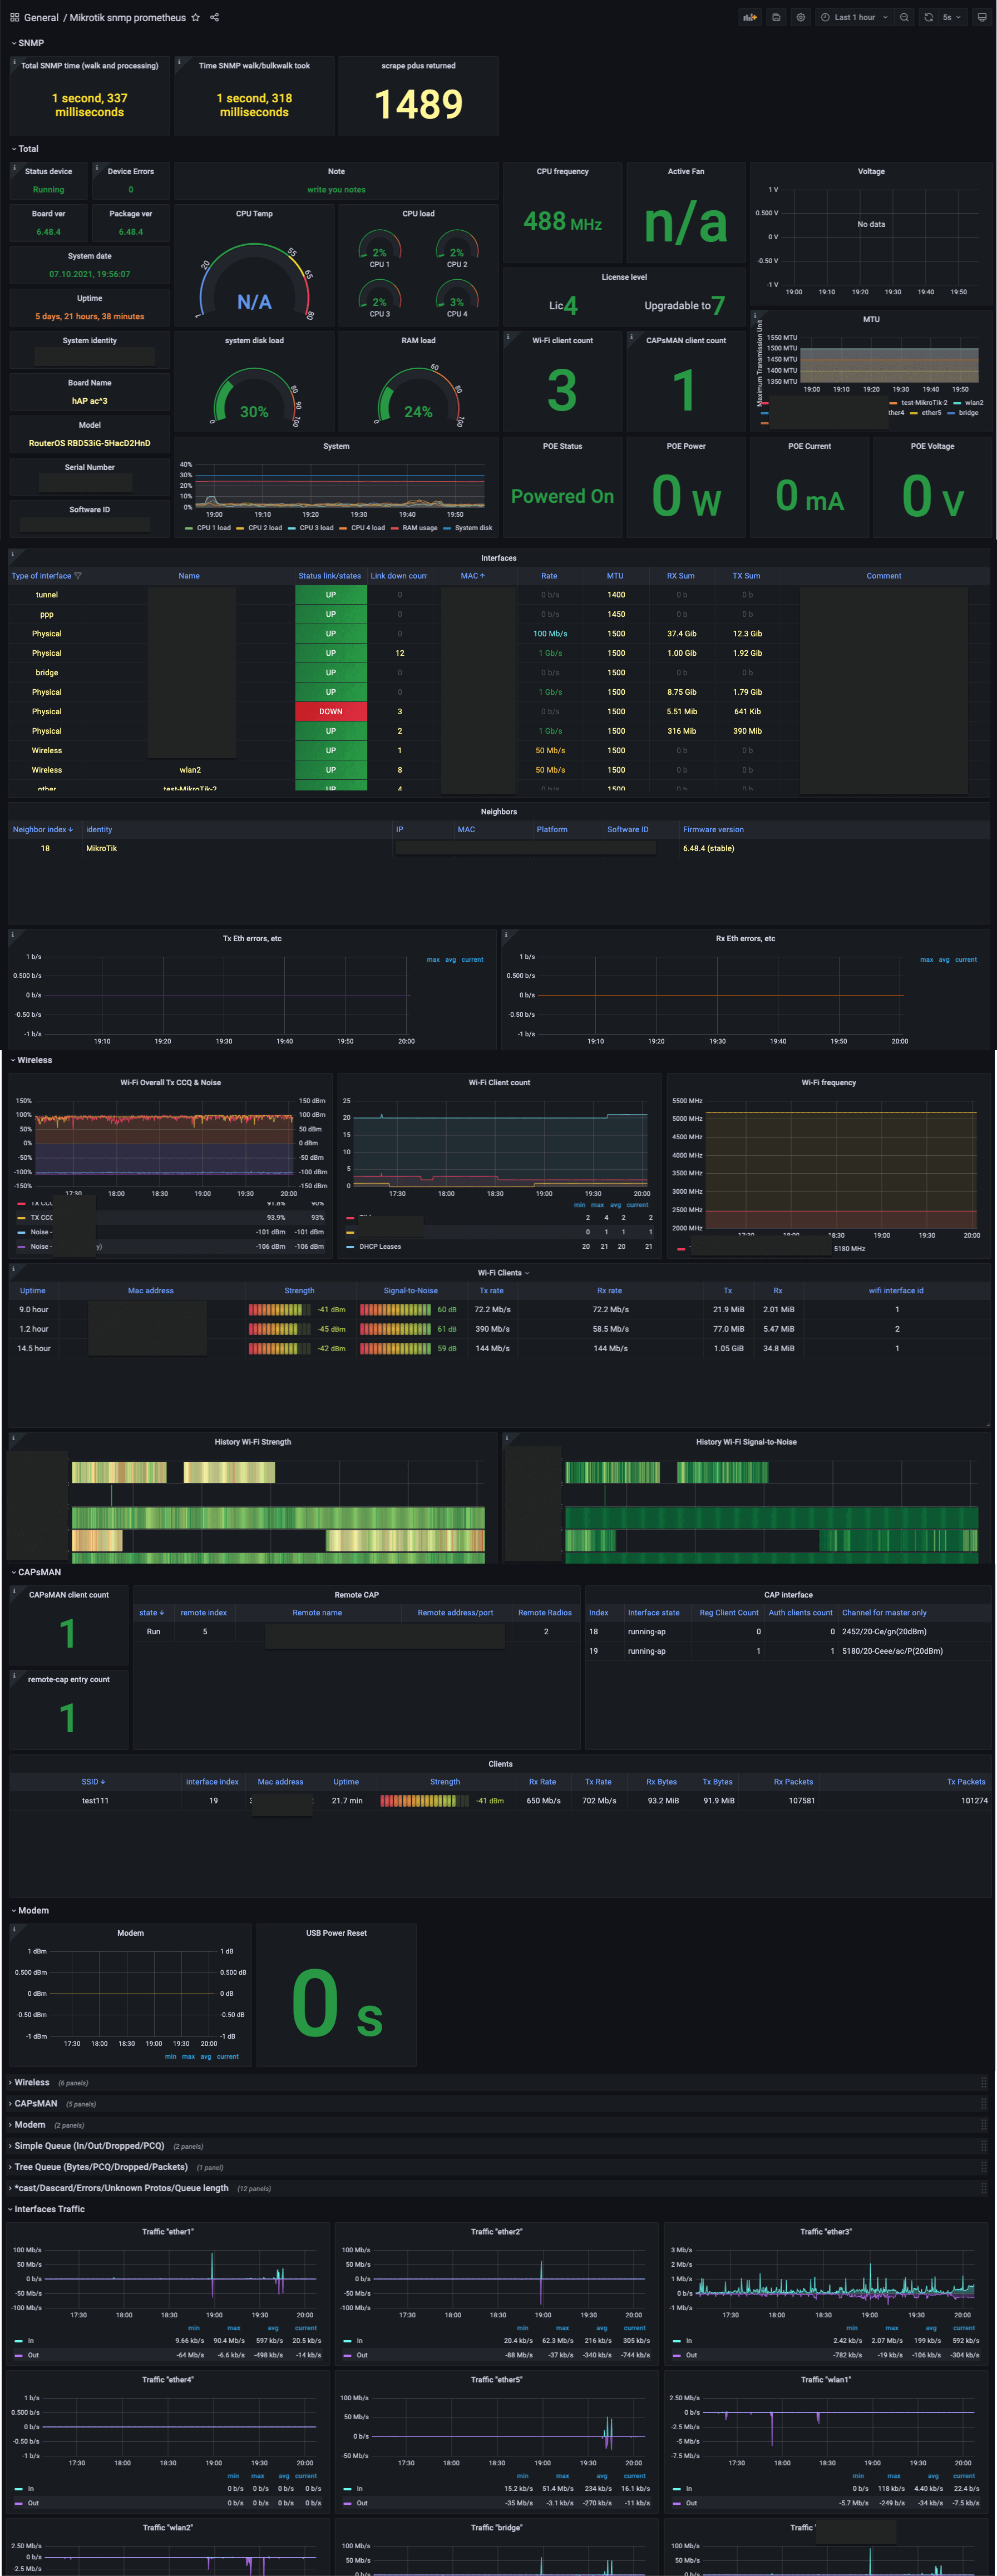 General / Mikrotik snmp prometheus
Last 1 hour
5s
SNMP
Total SNMP time (walk and processing)
1 second, 337 milliseconds
Time SNMP walk/bulkwalk took
1 second, 318 milliseconds
scrape pdus returned
1489
Total
Status device
Running
Device Errors
0
Note
write you notes
CPU frequency
488 MHz
Active Fan
n/a
Voltage
1 V
0.500 V
0 V
-0.50 V
-1 V
No data
19:00 19:10 19:20 19:30 19:40 19:50
Board ver
6.48.4
Package ver
6.48.4
System date
07.10.2021, 19:56:07
Uptime
5 days, 21 hours, 38 minutes
CPU Temp
20 55 65 80
N/A
CPU load
2% CPU 1
2% CPU 2
2% CPU 3
3% CPU 4
License level
Lic4
Upgradable to 7
System identity
Board Name
hAP ac^3
Model
RouterOS RBD53iG-5HacD2HnD
Serial Number
Software ID
system disk load
0 80 90 100
30%
RAM load
0 60 80 100
24%
Wi-Fi client count
3
CAPsMAN client count
1
MTU
Maximum Transmission Unit
1550 MTU
1500 MTU
1450 MTU
1400 MTU
1350 MTU
19:00 19:10 19:20 19:30 19:40 19:50
test-MikroTik-2 wlan2
ther4 ether5 bridge
System
40%
30%
20%
10%
0%
19:00 19:10 19:20 19:30 19:40 19:50
CPU 1 load CPU 2 load CPU 3 load CPU 4 load RAM usage System disk
POE Status
Powered On
POE Power
0 W
POE Current
0 mA
POE Voltage
0 V
Interfaces
Type of interface Name Status link/states Link down count MAC Rate MTU RX Sum TX Sum Comment
tunnel UP 0 0 b/s 1400 0 b 0 b
ppp UP 0 0 b/s 1450 0 b 0 b
Physical UP 0 100 Mb/s 1500 37.4 Gib 12.3 Gib
Physical UP 12 1 Gb/s 1500 1.00 Gib 1.92 Gib
bridge UP 0 0 b/s 1500 0 b 0 b
Physical UP 0 1 Gb/s 1500 8.75 Gib 1.79 Gib
Physical DOWN 3 0 b/s 1500 5.51 Mib 641 Kib
Physical UP 2 1 Gb/s 1500 316 Mib 390 Mib
Wireless UP 1 50 Mb/s 1500 0 b 0 b
Wireless wlan2 UP 8 50 Mb/s 1500 0 b 0 b
other test-MikroTik-2 UP 4 0 b/s 1500 0 b 0 b
Neighbors
Neighbor index identity IP MAC Platform Software ID Firmware version
18 MikroTik 6.48.4 (stable)
Tx Eth errors, etc
1 b/s
0.500 b/s
0 b/s
-0.50 b/s
-1 b/s
19:10 19:20 19:30 19:40 19:50 20:00
max avg current
Rx Eth errors, etc
1 b/s
0.500 b/s
0 b/s
-0.50 b/s
-1 b/s
19:10 19:20 19:30 19:40 19:50 20:00
max avg current
Wireless
Wi-Fi Overall Tx CCQ & Noise
150% 150 dBm
100% 100 dBm
50% 50 dBm
0% 0 dBm
-50% -50 dBm
-100% -100 dBm
-150% -150 dBm
17:30 18:00 18:30 19:00 19:30 20:00
TX CCC 91.8% 90%
TX CCC 93.9% 93%
Noise - -101 dBm -101 dBm
Noise - y) -106 dBm -106 dBm
Wi-Fi Client count
25
20
15
10
5
0
17:30 18:00 18:30 19:00 19:30 20:00
min max avg current
2 4 2 2
0 1 1 1
DHCP Leases 20 21 20 21
Wi-Fi frequency
5500 MHz
5000 MHz
4500 MHz
4000 MHz
3500 MHz
3000 MHz
2500 MHz
2000 MHz
17:30 18:00 18:30 19:00 19:30 20:00
5180 MHz
Wi-Fi Clients
Uptime Mac address Strength Signal-to-Noise Tx rate Rx rate Tx Rx wifi interface id
9.0 hour -41 dBm 60 dB 72.2 Mb/s 72.2 Mb/s 21.9 MiB 2.01 MiB 1
1.2 hour -45 dBm 61 dB 390 Mb/s 58.5 Mb/s 77.0 MiB 5.47 MiB 2
14.5 hour -42 dBm 59 dB 144 Mb/s 144 Mb/s 1.05 GiB 34.8 MiB 1
History Wi-Fi Strength
History Wi-Fi Signal-to-Noise
CAPsMAN
CAPsMAN client count
1
remote-cap entry count
1
Remote CAP
state remote index Remote name Remote address/port Remote Radios
Run 5 2
CAP interface
Index Interface state Reg Client Count Auth clients count Channel for master only
18 running-ap 0 0 2452/20-Ce/gn(20dBm)
19 running-ap 1 1 5180/20-Ceee/ac/P(20dBm)
Clients
SSID interface index Mac address Uptime Strength Rx Rate Tx Rate Rx Bytes Tx Bytes Rx Packets Tx Packets
test111 19 21.7 min -41 dBm 650 Mb/s 702 Mb/s 93.2 MiB 91.9 MiB 107581 101274
Modem
Modem
1 dBm 1 dB
0.500 dBm 0.500 dB
0 dBm 0 dB
-0.50 dBm -0.50 dB
-1 dBm -1 dB
17:30 18:00 18:30 19:00 19:30 20:00
min max avg current
USB Power Reset
0 s
Wireless (6 panels)
CAPsMAN (5 panels)
Modem (2 panels)
Simple Queue (In/Out/Dropped/PCQ) (2 panels)
Tree Queue (Bytes/PCQ/Dropped/Packets) (1 panel)
*cast/Dascard/Errors/Unknown Protos/Queue length (12 panels)
Interfaces Traffic
Traffic "ether1"
100 Mb/s
50 Mb/s
0 b/s
-50 Mb/s
-100 Mb/s
17:30 18:00 18:30 19:00 19:30 20:00
min max avg current
In 9.66 kb/s 90.4 Mb/s 597 kb/s 20.5 kb/s
Out -64 Mb/s -6.6 kb/s -498 kb/s -14 kb/s
Traffic "ether2"
100 Mb/s
50 Mb/s
0 b/s
-50 Mb/s
-100 Mb/s
17:30 18:00 18:30 19:00 19:30 20:00
min max avg current
In 20.4 kb/s 62.3 Mb/s 216 kb/s 305 kb/s
Out -88 Mb/s -37 kb/s -340 kb/s -744 kb/s
Traffic "ether3"
3 Mb/s
2 Mb/s
1 Mb/s
0 b/s
-1 Mb/s
17:30 18:00 18:30 19:00 19:30 20:00
min max avg current
In 2.42 kb/s 2.07 Mb/s 199 kb/s 592 kb/s
Out -782 kb/s -19 kb/s -106 kb/s -304 kb/s
Traffic "ether4"
1 b/s
0.500 b/s
0 b/s
-0.50 b/s
-1 b/s
17:30 18:00 18:30 19:00 19:30 20:00
min max avg current
In 0 b/s 0 b/s 0 b/s 0 b/s
Out 0 b/s 0 b/s 0 b/s 0 b/s
Traffic "ether5"
100 Mb/s
50 Mb/s
0 b/s
-50 Mb/s
17:30 18:00 18:30 19:00 19:30 20:00
min max avg current
In 15.2 kb/s 51.4 Mb/s 234 kb/s 16.1 kb/s
Out -35 Mb/s -3.1 kb/s -270 kb/s -11 kb/s
Traffic "wlan1"
2.50 Mb/s
0 b/s
-2.5 Mb/s
-5 Mb/s
-7.5 Mb/s
17:30 18:00 18:30 19:00 19:30 20:00
min max avg current
In 0 b/s 118 kb/s 4.40 kb/s 22.4 b/s
Out -5.7 Mb/s -249 b/s -34 kb/s -7.5 kb/s
Traffic "wlan2"
2.50 Mb/s
0 b/s
-2.5 Mb/s
Traffic "bridge"
100 Mb/s
50 Mb/s
0 b/s
Traffic "
100 Mb/s
50 Mb/s
0 b/s